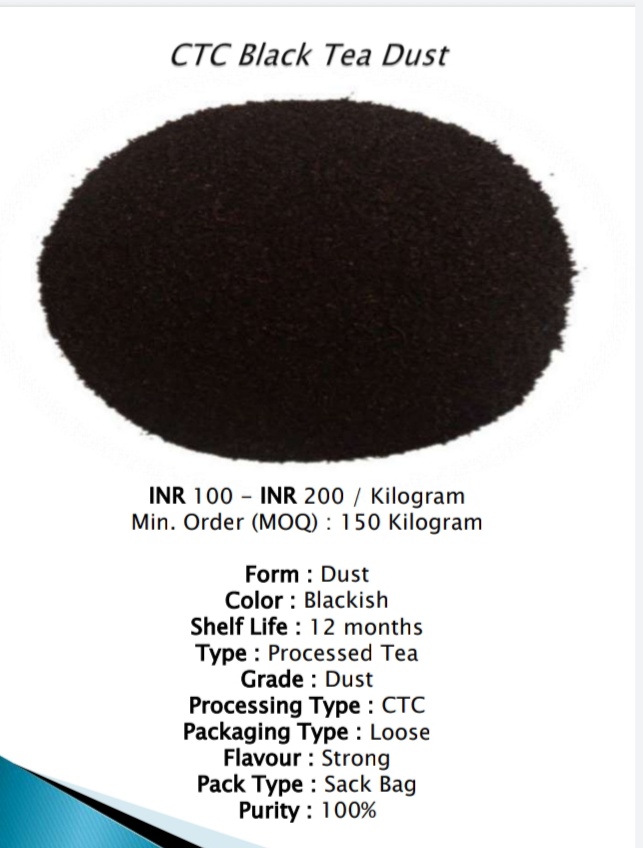 CTC Black Tea Dust
INR 100 – INR 200 / Kilogram
Min. Order (MOQ) : 150 Kilogram
Form : Dust
Color : Blackish
Shelf Life : 12 months
Type : Processed Tea
Grade : Dust
Processing Type : CTC
Packaging Type : Loose
Flavour : Strong
Pack Type : Sack Bag
Purity : 100%